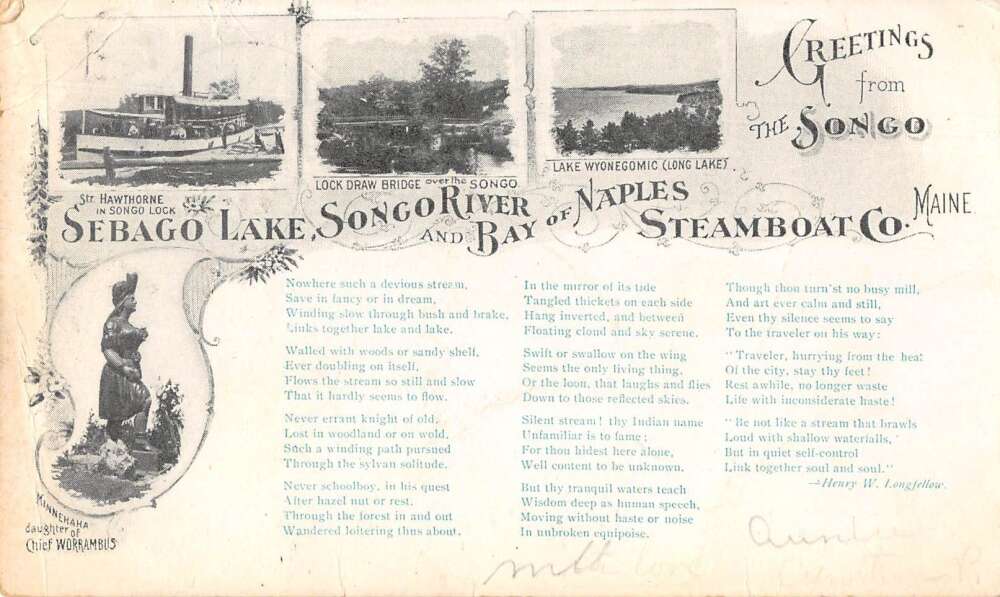 GREETINGS
from
THE SONGO
Str. HAWTHORNE
IN SONGO LOCK
LOCK DRAW BRIDGE over the SONGO
LAKE WYONEGOMIC (LONG LAKE)
SEBAGO LAKE, SONGO RIVER AND BAY OF NAPLES STEAMBOAT CO. MAINE
MINNEHAHA
daughter of
Chief WORRAMBUS
Nowhere such a devious stream,
Save in fancy or in dream,
Winding slow through bush and brake,
Links together lake and lake.
Walled with woods or sandy shelf,
Ever doubling on itself,
Flows the stream so still and slow
That it hardly seems to flow.
Never errant knight of old,
Lost in woodland or on wold,
Such a winding path pursued
Through the sylvan solitude.
Never schoolboy, in his quest
After hazel nut or rest,
Through the forest in and out
Wandered loitering thus about.
In the mirror of its tide
Tangled thickets on each side
Hang inverted, and between
Floating cloud and sky serene.
Swift or swallow on the wing
Seems the only living thing,
Or the loon, that laughs and flies
Down to those reflected skies.
Silent stream! thy Indian name
Unfamiliar is to fame;
For thou hidest here alone,
Well content to be unknown.
But thy tranquil waters teach
Wisdom deep as human speech,
Moving without haste or noise
In unbroken equipoise.
Though thou turn'st no busy mill,
And art ever calm and still,
Even thy silence seems to say
To the traveler on his way:
"Traveler, hurrying from the heat
Of the city, stay thy feet!
Rest awhile, no longer waste
Life with inconsiderate haste!
"Be not like a stream that brawls
Loud with shallow waterfalls,
But in quiet self-control
Link together soul and soul."
—Henry W. Longfellow.
with love